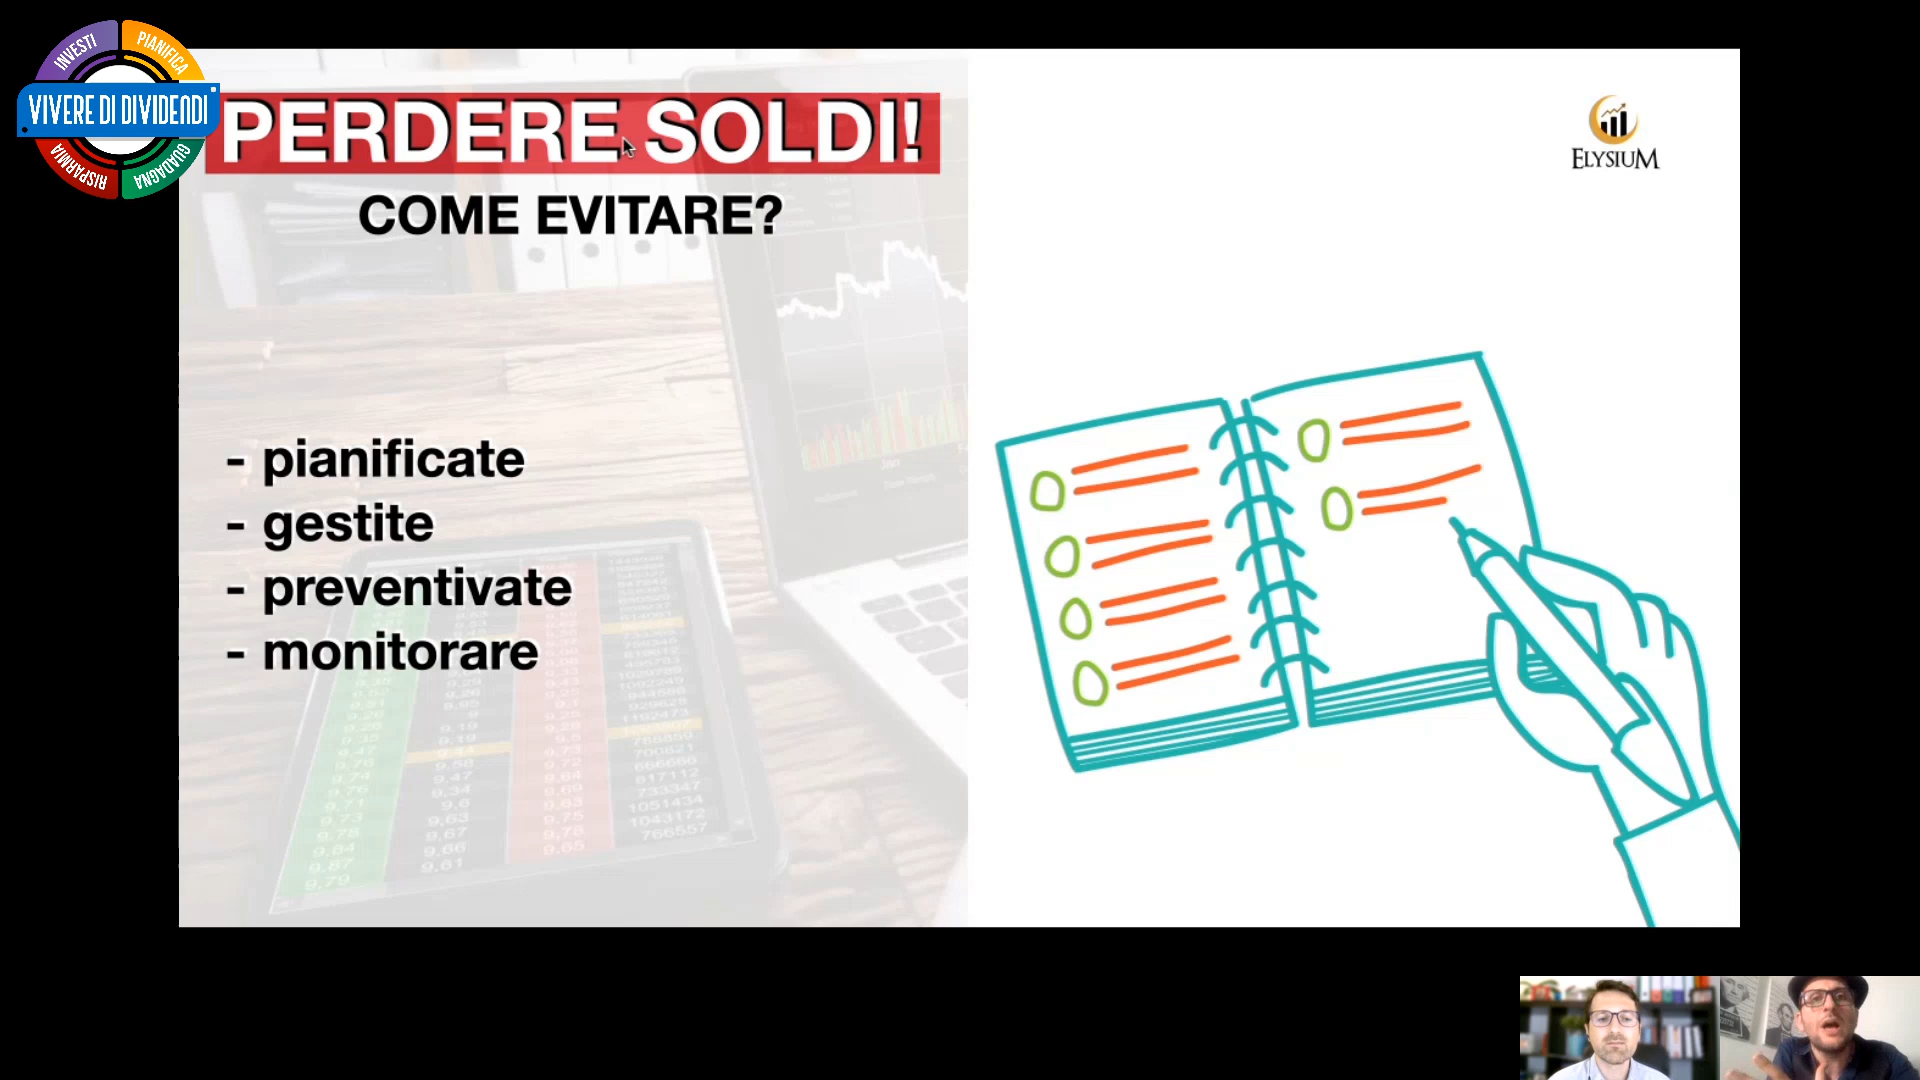 INVESTI
PIANIFICA
VIVERE DI DIVIDENDI
RISPARMIA
GUADAGNA
PERDERE SOLDI!
COME EVITARE?
ELYSIUM
- pianificate
- gestite
- preventivate
- monitorare